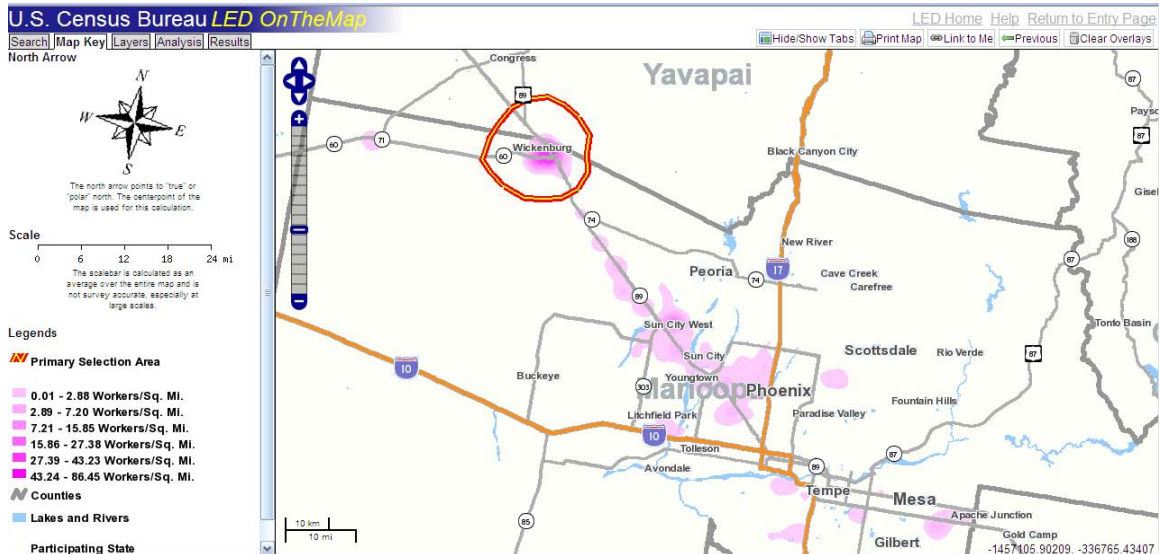 U.S. Census Bureau LED OnTheMap
LED Home Help Return to Entry Page
Search Map Key Layers Analysis Results
Hide/Show Tabs Print Map Link to Me Previous Clear Overlays
North Arrow
N
W E
S
The north arrow points to "true" or
"polar" north. The centerpoint of the
map is used for this calculation.
Scale
0 6 12 18 24 mi
The scalebar is calculated as an
average over the entire map and is
not survey accurate, especially at
large scales.
Legends
Primary Selection Area
0.01 - 2.88 Workers/Sq. Mi.
2.89 - 7.20 Workers/Sq. Mi.
7.21 - 15.85 Workers/Sq. Mi.
15.86 - 27.38 Workers/Sq. Mi.
27.39 - 43.23 Workers/Sq. Mi.
43.24 - 86.45 Workers/Sq. Mi.
Counties
Lakes and Rivers
Participating State
Congress
Yavapai
87
89
Payso
87
71
60
Wickenburg
60
Black Canyon City
Gisel
74
188
New River
87
Peoria
17
Cave Creek
74
Carefree
89
Sun City West
Tonto Basin
Sun City
Scottsdale
Rio Verde
87
10
Buckeye
Youngtown
303
Maricopa
Phoenix
Fountain Hills
Litchfield Park
Paradise Valley
10
Tolleson
Avondale
89
87
Tempe
Mesa
85
Apache Junction
Gold Camp
Gilbert
10 km
10 mi
-1457105.90209, -336765.43407